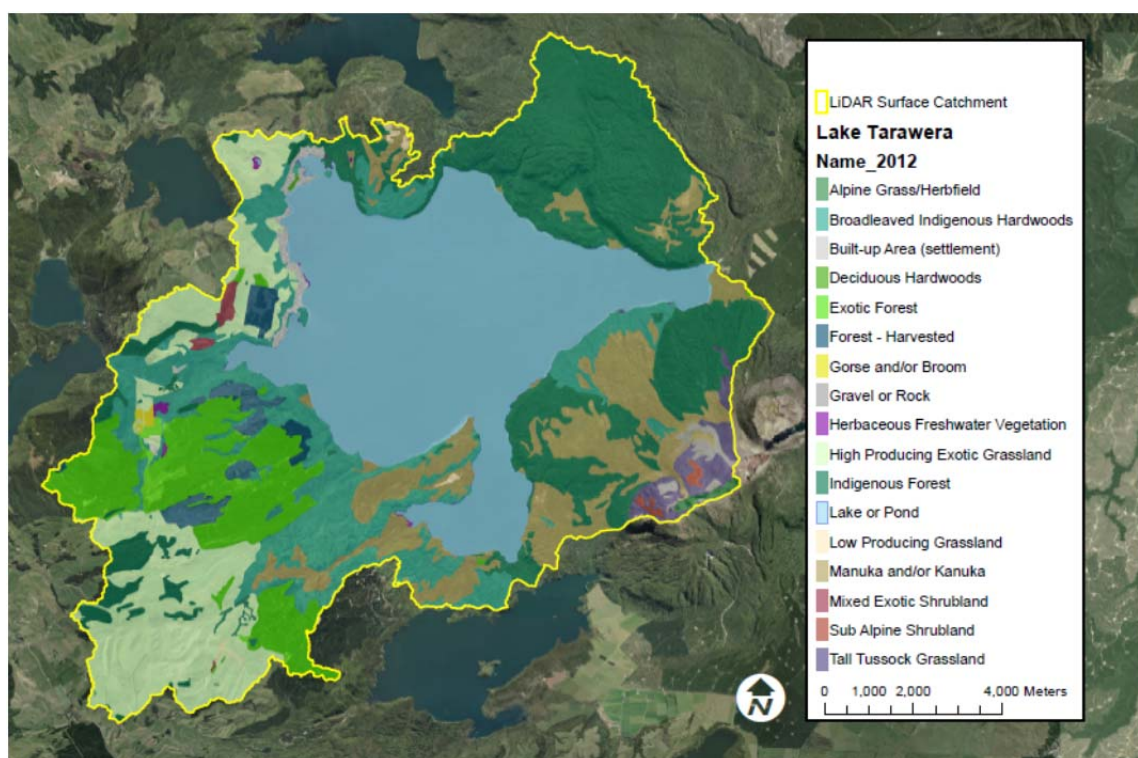 LiDAR Surface Catchment
Lake Tarawera
Name_2012
Alpine Grass/Herbfield
Broadleaved Indigenous Hardwoods
Built-up Area (settlement)
Deciduous Hardwoods
Exotic Forest
Forest - Harvested
Gorse and/or Broom
Gravel or Rock
Herbaceous Freshwater Vegetation
High Producing Exotic Grassland
Indigenous Forest
Lake or Pond
Low Producing Grassland
Manuka and/or Kanuka
Mixed Exotic Shrubland
Sub Alpine Shrubland
Tall Tussock Grassland
0 1,000 2,000 4,000 Meters
N